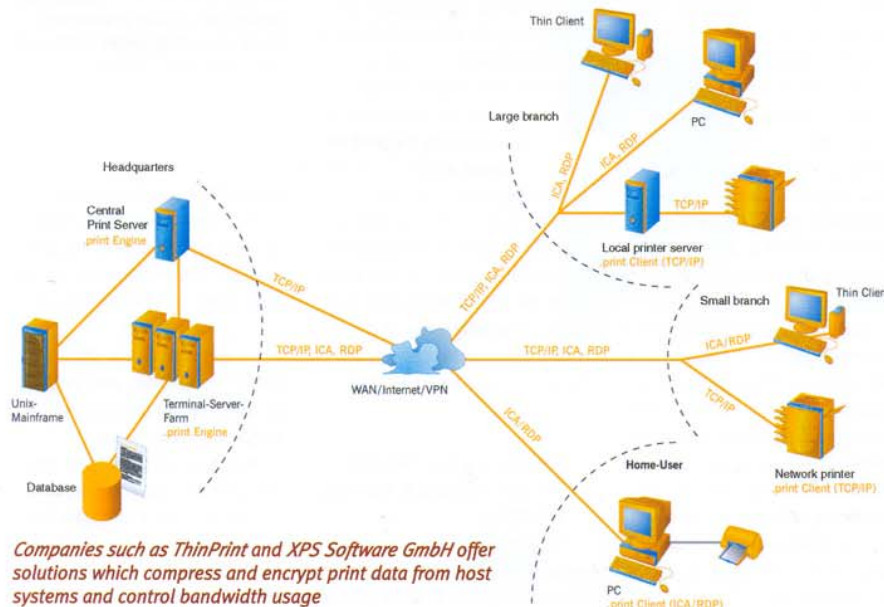 Thin Client
PC
Large branch
ICA, RDP
ICA, RDP
Headquarters
Central
Print Server
.print Engine
TCP/IP
Local printer server
.print Client (TCP/IP)
TCP/IP
TCP/IP, ICA, RDP
Small branch
Thin Client
ICA/RDP
TCP/IP, ICA, RDP
TCP/IP, ICA, RDP
WAN/Internet/VPN
TCP/IP
Unix-
Mainframe
Terminal-Server-
Farm
.print Engine
ICA/RDP
Network printer
.print Client (TCP/IP)
Home-User
Database
PC
.print Client (ICA/RDP)
Companies such as ThinPrint and XPS Software GmbH offer
solutions which compress and encrypt print data from host
systems and control bandwidth usage